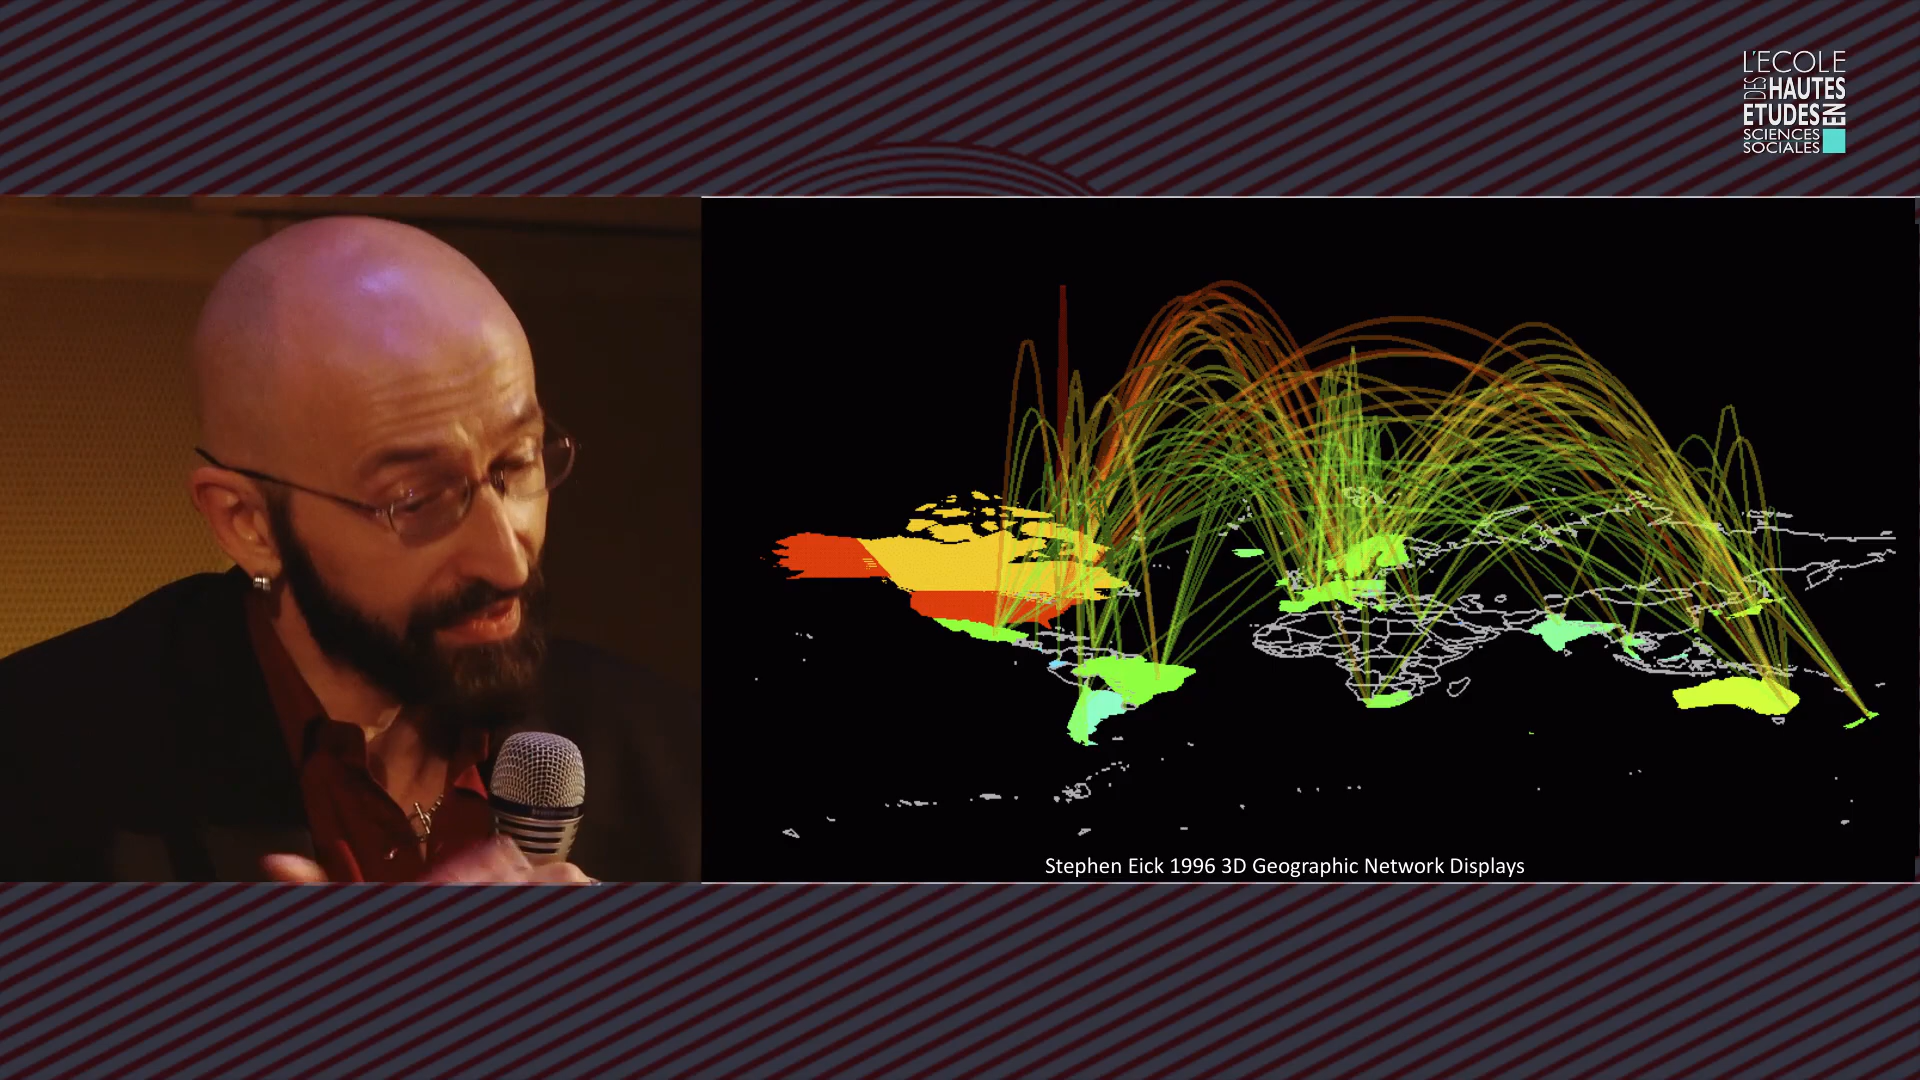 L'ECOLE
DES HAUTES
ETUDES EN
SCIENCES
SOCIALES
Stephen Eick 1996 3D Geographic Network Displays